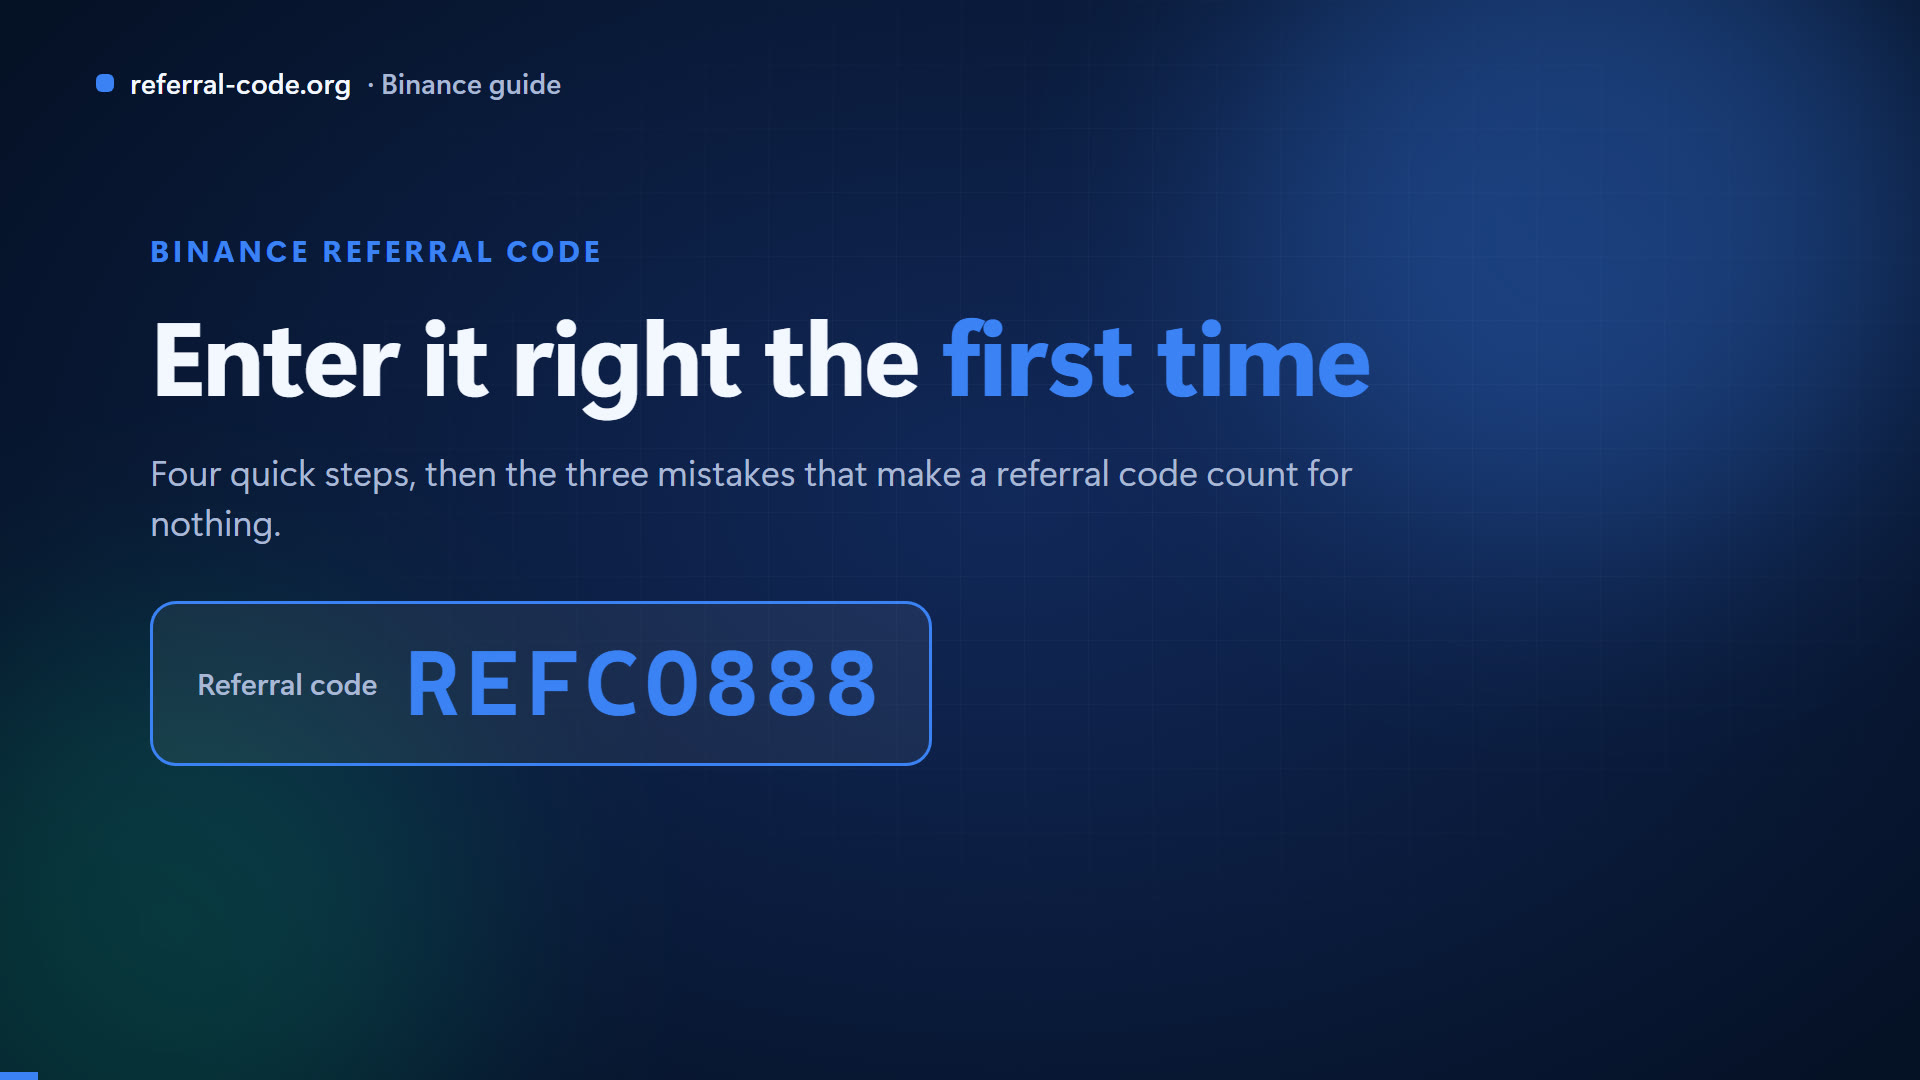 referral-code.org · Binance guide
BINANCE REFERRAL CODE
Enter it right the first time
Four quick steps, then the three mistakes that make a referral code count for
nothing.
Referral code REFC0888